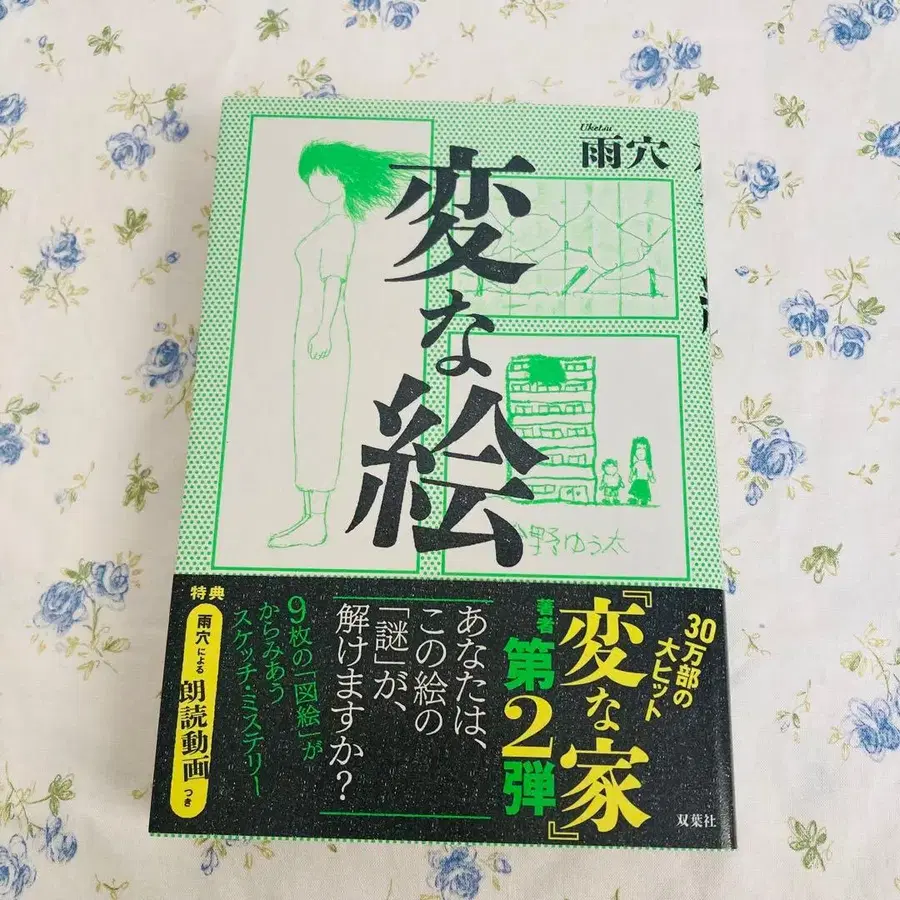 Uketsu
雨穴
変な絵
野ゆう太
30万部の
大ヒット
『変な家』
著者
第2弾
あなたは、
この絵の
「謎」が、
解けますか?
9枚の「図絵」が
からみあう
スケッチ・ミステリー
特典
雨穴による
朗読動画
つき
双葉社